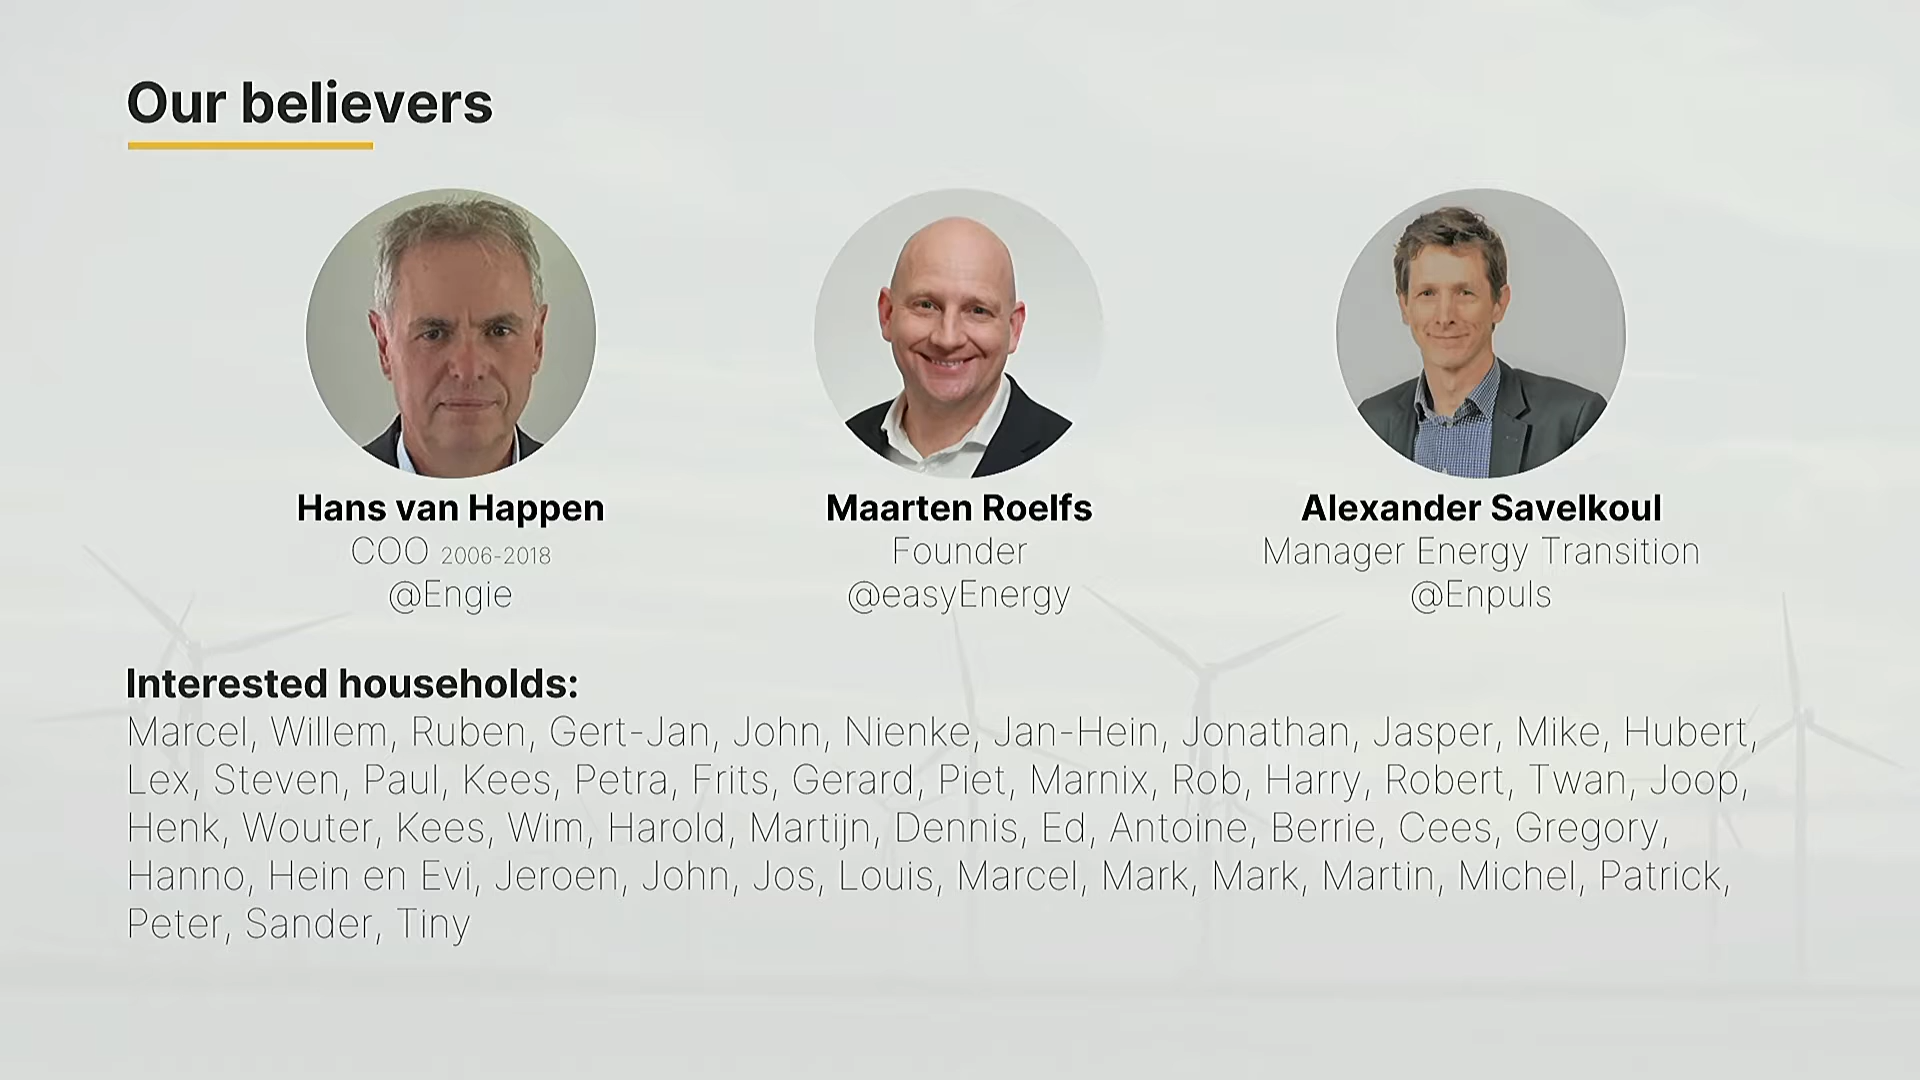 Our believers
Hans van Happen
COO 2006-2018
@Engie
Maarten Roelfs
Founder
@easyEnergy
Alexander Savelkoul
Manager Energy Transition
@Enpuls
Interested households:
Marcel, Willem, Ruben, Gert-Jan, John, Nienke, Jan-Hein, Jonathan, Jasper, Mike, Hubert,
Lex, Steven, Paul, Kees, Petra, Frits, Gerard, Piet, Marnix, Rob, Harry, Robert, Twan, Joop,
Henk, Wouter, Kees, Wim, Harold, Martijn, Dennis, Ed, Antoine, Berrie, Cees, Gregory,
Hanno, Hein en Evi, Jeroen, John, Jos, Louis, Marcel, Mark, Mark, Martin, Michel, Patrick,
Peter, Sander, Tiny